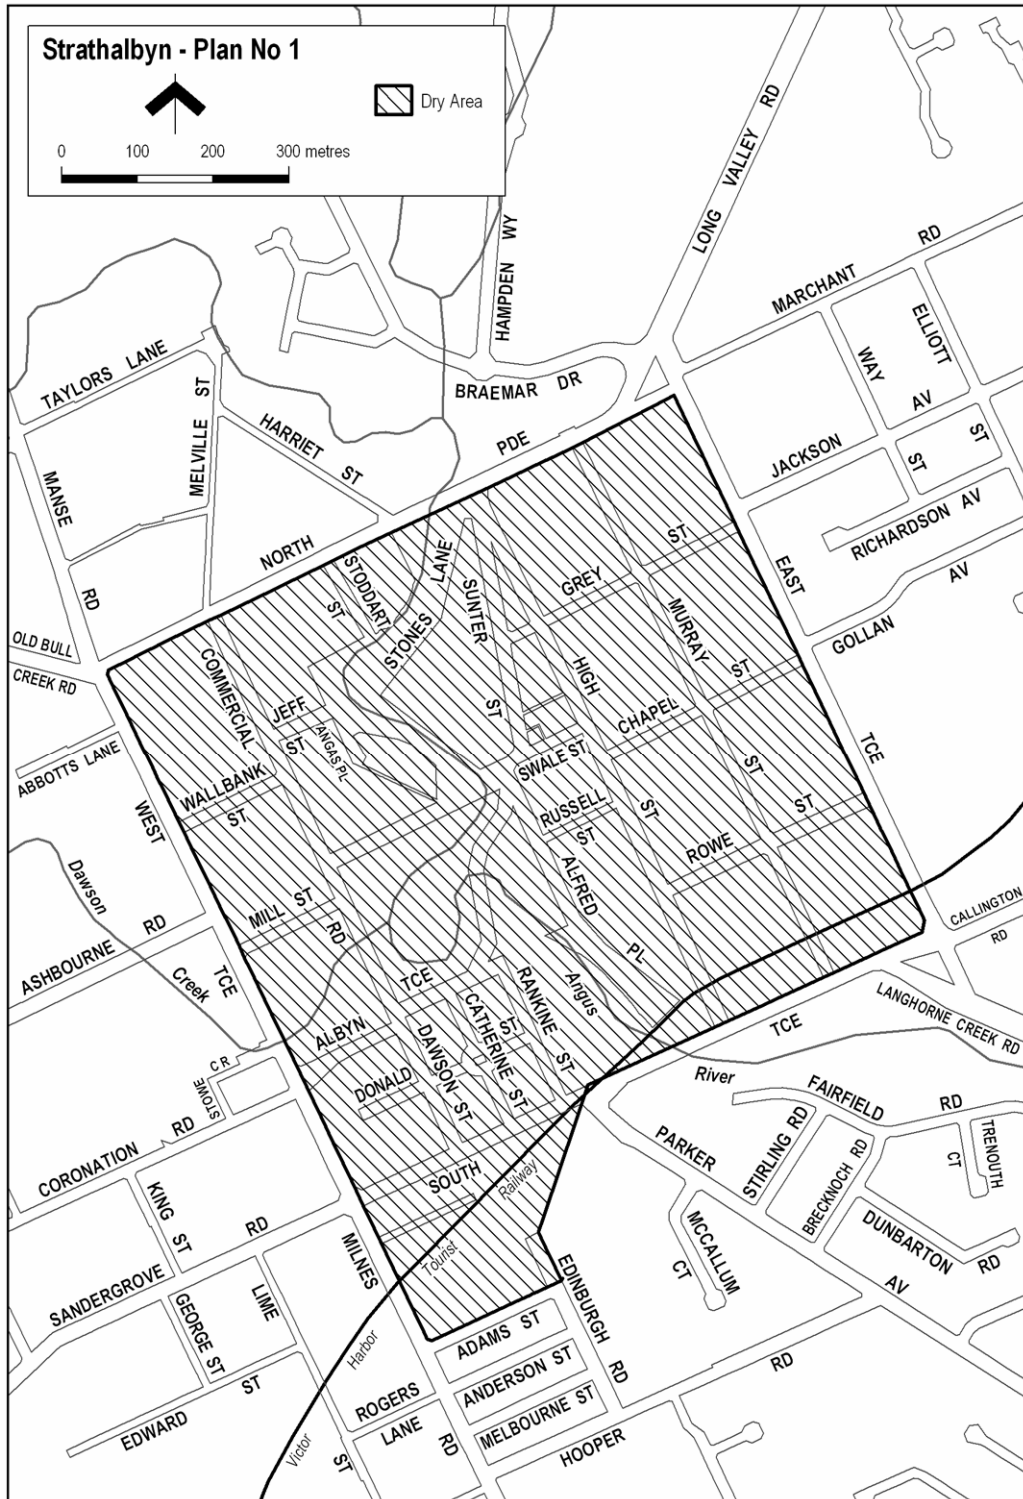 Strathalbyn - Plan No 1
Dry Area
0 100 200 300 metres
LONG VALLEY RD
HAMPDEN WY
MARCHANT RD
ELLIOTT ST
WAY ST
TAYLORS LANE
MELVILLE ST
HARRIET ST
BRAEMAR DR
JACKSON AV
MANSE RD
NORTH PDE
RICHARDSON AV
OLD BULL
CREEK RD
STODDART ST
STONES LANE
SUNTER ST
GREY ST
EAST TCE
GOLLAN AV
MURRAY ST
HIGH ST
COMMERCIAL RD
JEFF ST
ANGAS PL
CHAPEL ST
ABBOTTS LANE
WALLBANK ST
SWALE ST
WEST TCE
RUSSELL ST
ROWE ST
Dawson Creek
MILL ST
ALFRED PL
ASHBOURNE RD
CALLINGTON
RD
ALBYN TCE
RANKINE ST
Angus River
LANGHORNE CREEK RD
CATHERINE ST
ST
DAWSON ST
DONALD
STOWE CR
SOUTH TCE
CORONATION RD
FAIRFIELD RD
STIRLING RD
BRECKNOCH RD
TRENOUTH
CT
PARKER AV
DUNBARTON RD
MCCALLUM
CT
KING ST
SANDERGROVE RD
MILNES RD
Victor Harbor Tourist Railway
EDINBURGH RD
GEORGE ST
LIME ST
ADAMS ST
ANDERSON ST
ROGERS
LANE
MELBOURNE ST
EDWARD ST
HOOPER RD